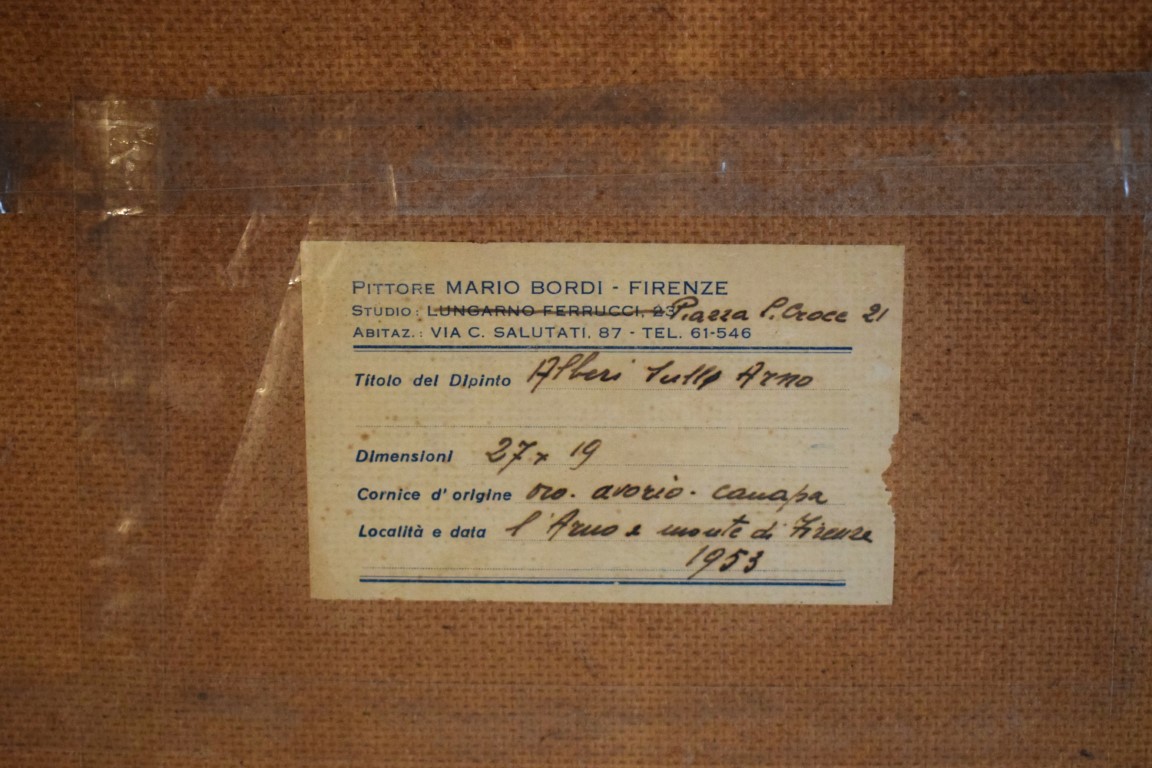 PITTORE MARIO BORDI - FIRENZE
STUDIO: LUNGARNO FERRUCCI, 23 Piazza S. Croce 21
ABITAZ.: VIA C. SALUTATI, 87 - TEL. 61-546
Titolo del Dipinto Alberi sullo Arno
Dimensioni 27 x 19
Cornice d'origine oro. avorio. canapa
Località e data l'Arno a monte di Firenze
1953